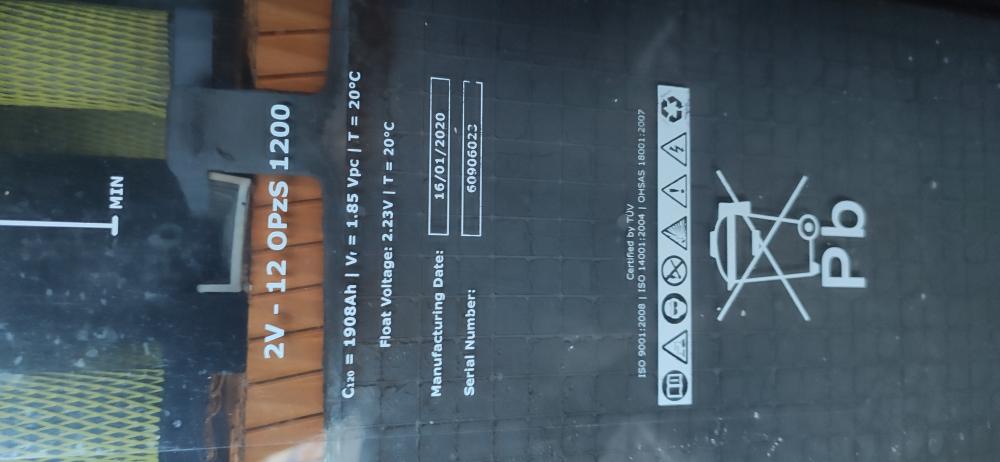 MIN
2V - 12 OPzS 1200
C120 = 1908Ah | Vf = 1.85 Vpc | T = 20°C
Float Voltage: 2.23V | T = 20°C
Manufacturing Date: 16/01/2020
Serial Number: 60906023
Certified by TÜV
ISO 9001:2008 | ISO 14001:2004 | OHSAS 18001:2007
Pb